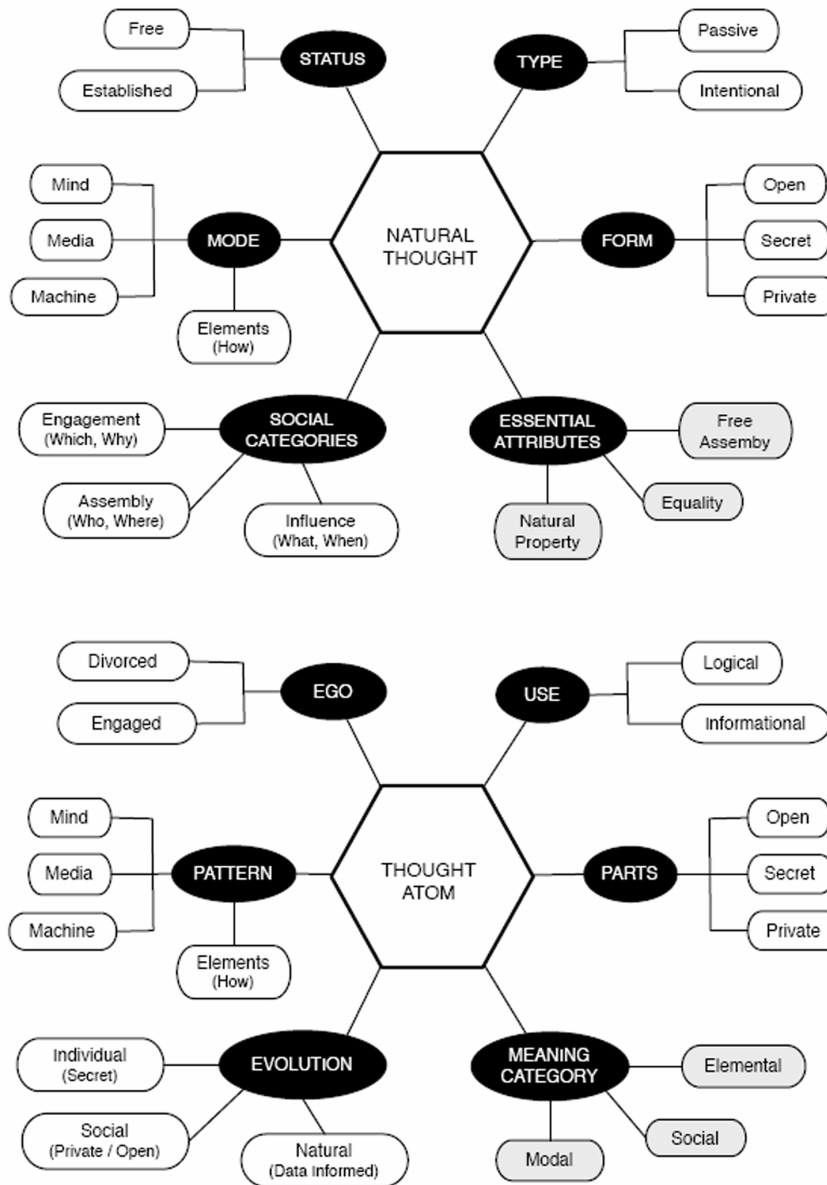 Free
STATUS
Established
TYPE
Passive
Intentional
Mind
Media
Machine
MODE
Elements
(How)
NATURAL
THOUGHT
FORM
Open
Secret
Private
Engagement
(Which, Why)
SOCIAL
CATEGORIES
Assembly
(Who, Where)
Influence
(What, When)
ESSENTIAL
ATTRIBUTES
Free
Assemby
Equality
Natural
Property
Divorced
EGO
Engaged
USE
Logical
Informational
Mind
Media
Machine
PATTERN
Elements
(How)
THOUGHT
ATOM
PARTS
Open
Secret
Private
Individual
(Secret)
EVOLUTION
Social
(Private / Open)
Natural
(Data Informed)
MEANING
CATEGORY
Elemental
Social
Modal